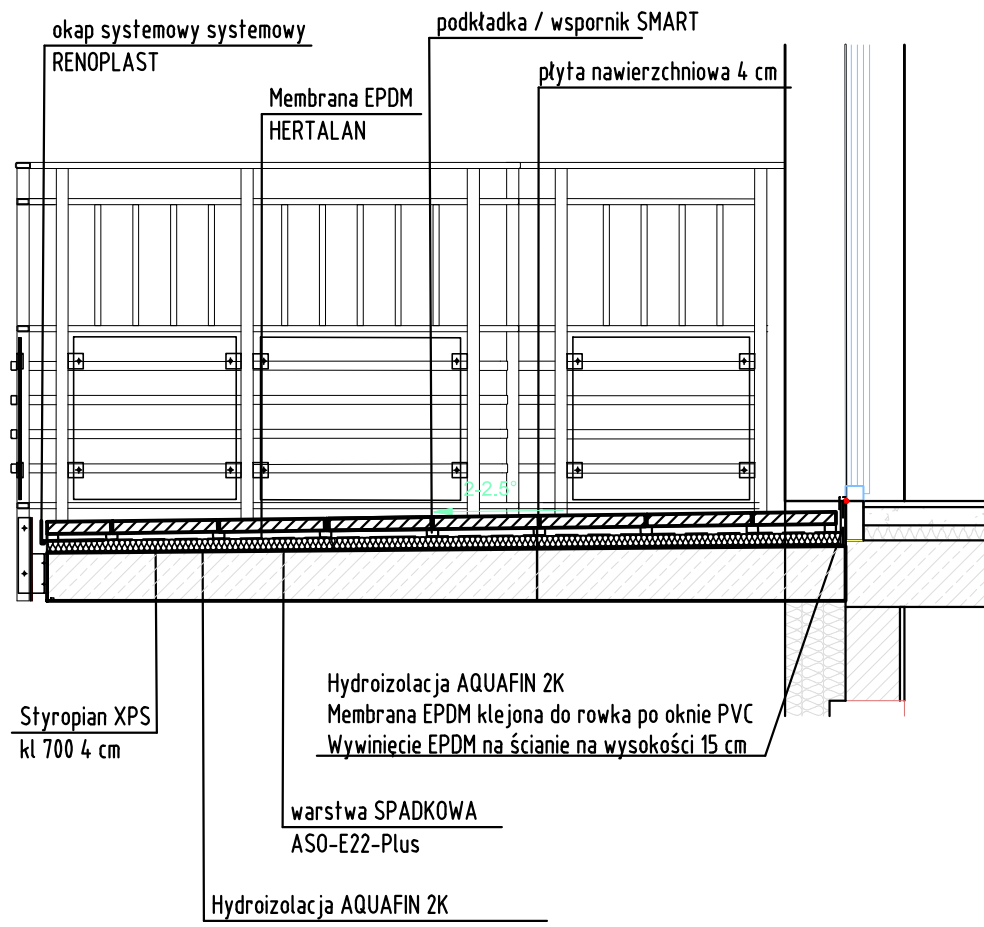 okap systemowy systemowy
RENOPLAST
podkładka / wspornik SMART
płyta nawierzchniowa 4 cm
Membrana EPDM
HERTALAN
2-2.5°
Hydroizolacja AQUAFIN 2K
Membrana EPDM klejona do rowka po oknie PVC
Wywinięcie EPDM na ścianie na wysokości 15 cm
Styropian XPS
kl 700 4 cm
warstwa SPADKOWA
ASO-E22-Plus
Hydroizolacja AQUAFIN 2K